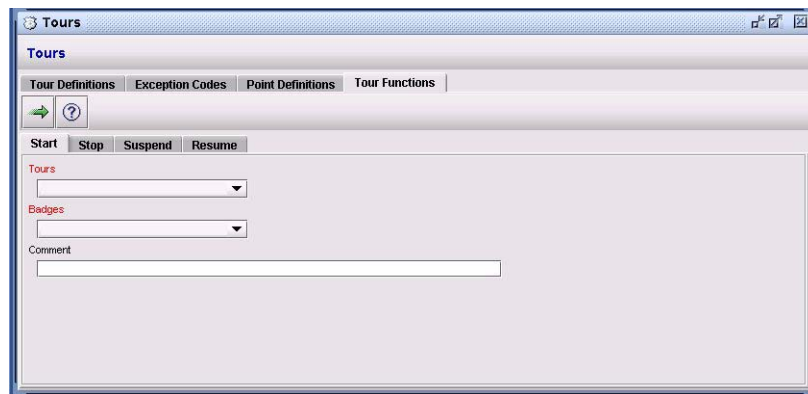 Tours
Tours
Tour Definitions Exception Codes Point Definitions Tour Functions
Start Stop Suspend Resume
Tours
Badges
Comment